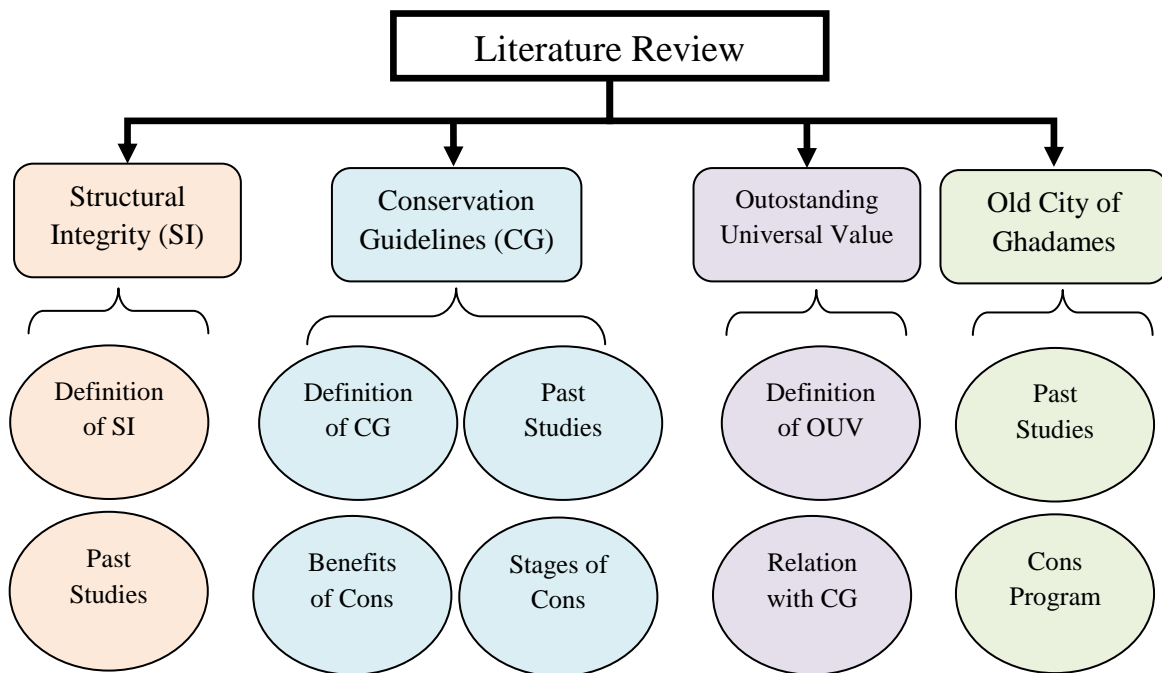 Literature Review
Structural
Integrity (SI)
Conservation
Guidelines (CG)
Outostanding
Universal Value
Old City of
Ghadames
Definition
of SI
Definition
of CG
Past
Studies
Definition
of OUV
Past
Studies
Past
Studies
Benefits
of Cons
Stages of
Cons
Relation
with CG
Cons
Program